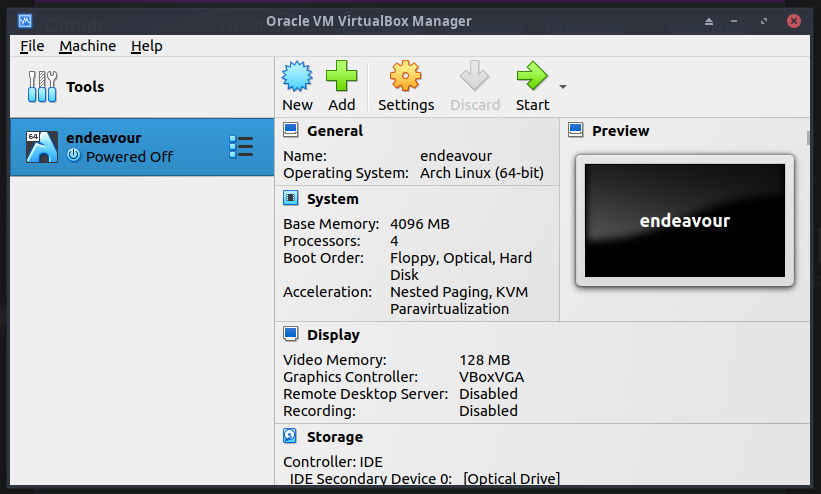 Oracle VM VirtualBox Manager
File Machine Help
Tools
New Add Settings Discard Start
64
endeavour
Powered Off
General
Name: endeavour
Operating System: Arch Linux (64-bit)
Preview
endeavour
System
Base Memory: 4096 MB
Processors: 4
Boot Order: Floppy, Optical, Hard
Disk
Acceleration: Nested Paging, KVM
Paravirtualization
Display
Video Memory: 128 MB
Graphics Controller: VBoxVGA
Remote Desktop Server: Disabled
Recording: Disabled
Storage
Controller: IDE
IDE Secondary Device 0: [Optical Drive]